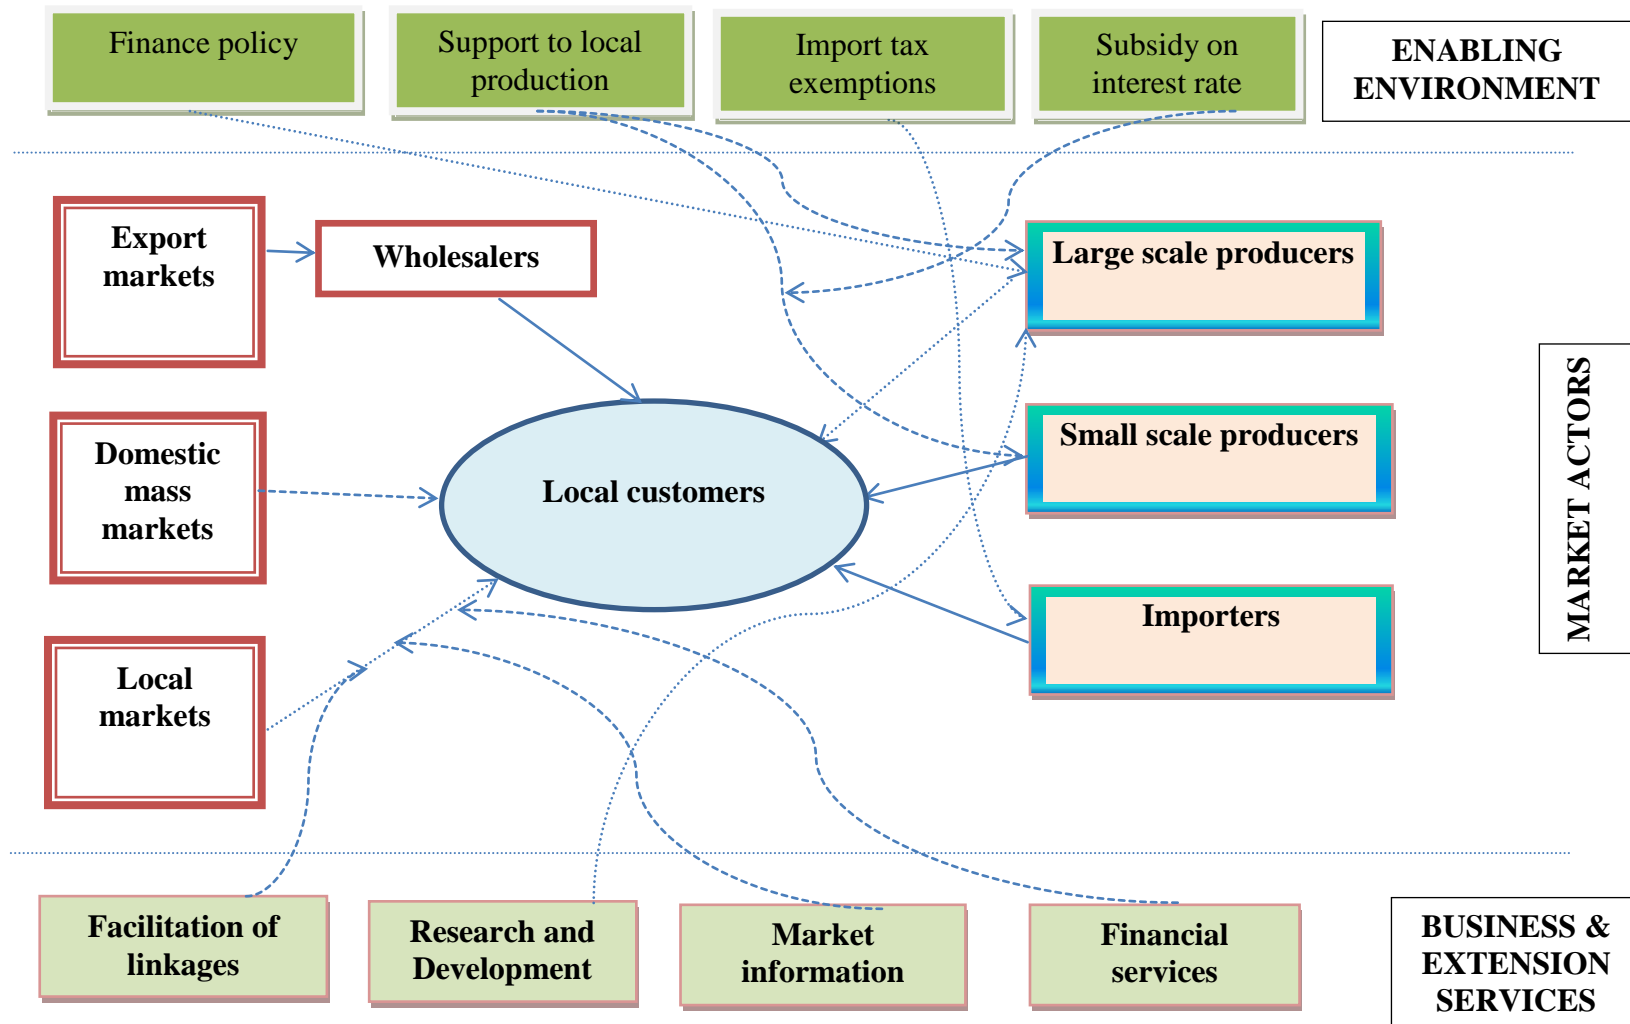 Finance policy
Support to local
production
Import tax
exemptions
Subsidy on
interest rate
ENABLING
ENVIRONMENT
Export
markets
Wholesalers
Large scale producers
Domestic
mass
markets
Local customers
Small scale producers
MARKET ACTORS
Local
markets
Importers
Facilitation of
linkages
Research and
Development
Market
information
Financial
services
BUSINESS &
EXTENSION
SERVICES